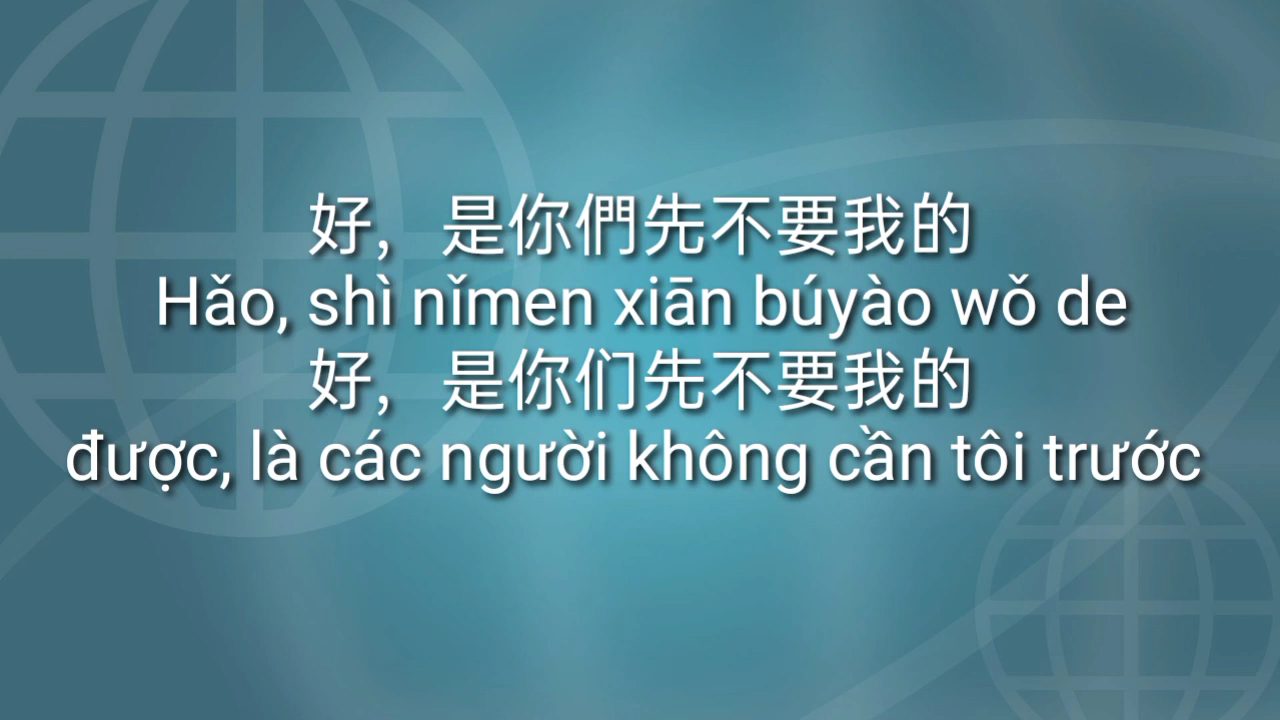 好，是你們先不要我的
Hǎo, shì nǐmen xiān búyào wǒ de
好，是你们先不要我的
được, là các người không cần tôi trước